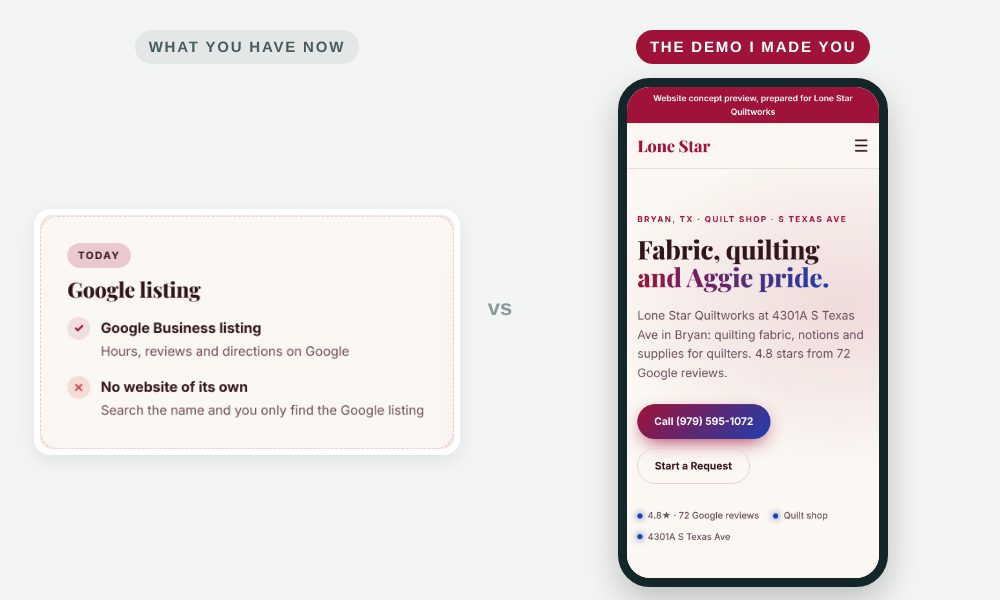 WHAT YOU HAVE NOW
TODAY
Google listing
Google Business listing
Hours, reviews and directions on Google
No website of its own
Search the name and you only find the Google listing
vs
THE DEMO I MADE YOU
Website concept preview, prepared for Lone Star
Quiltworks
Lone Star
BRYAN, TX · QUILT SHOP · S TEXAS AVE
Fabric, quilting
and Aggie pride.
Lone Star Quiltworks at 4301A S Texas
Ave in Bryan: quilting fabric, notions and
supplies for quilters. 4.8 stars from 72
Google reviews.
Call (979) 595-1072
Start a Request
4.8★ · 72 Google reviews
Quilt shop
4301A S Texas Ave